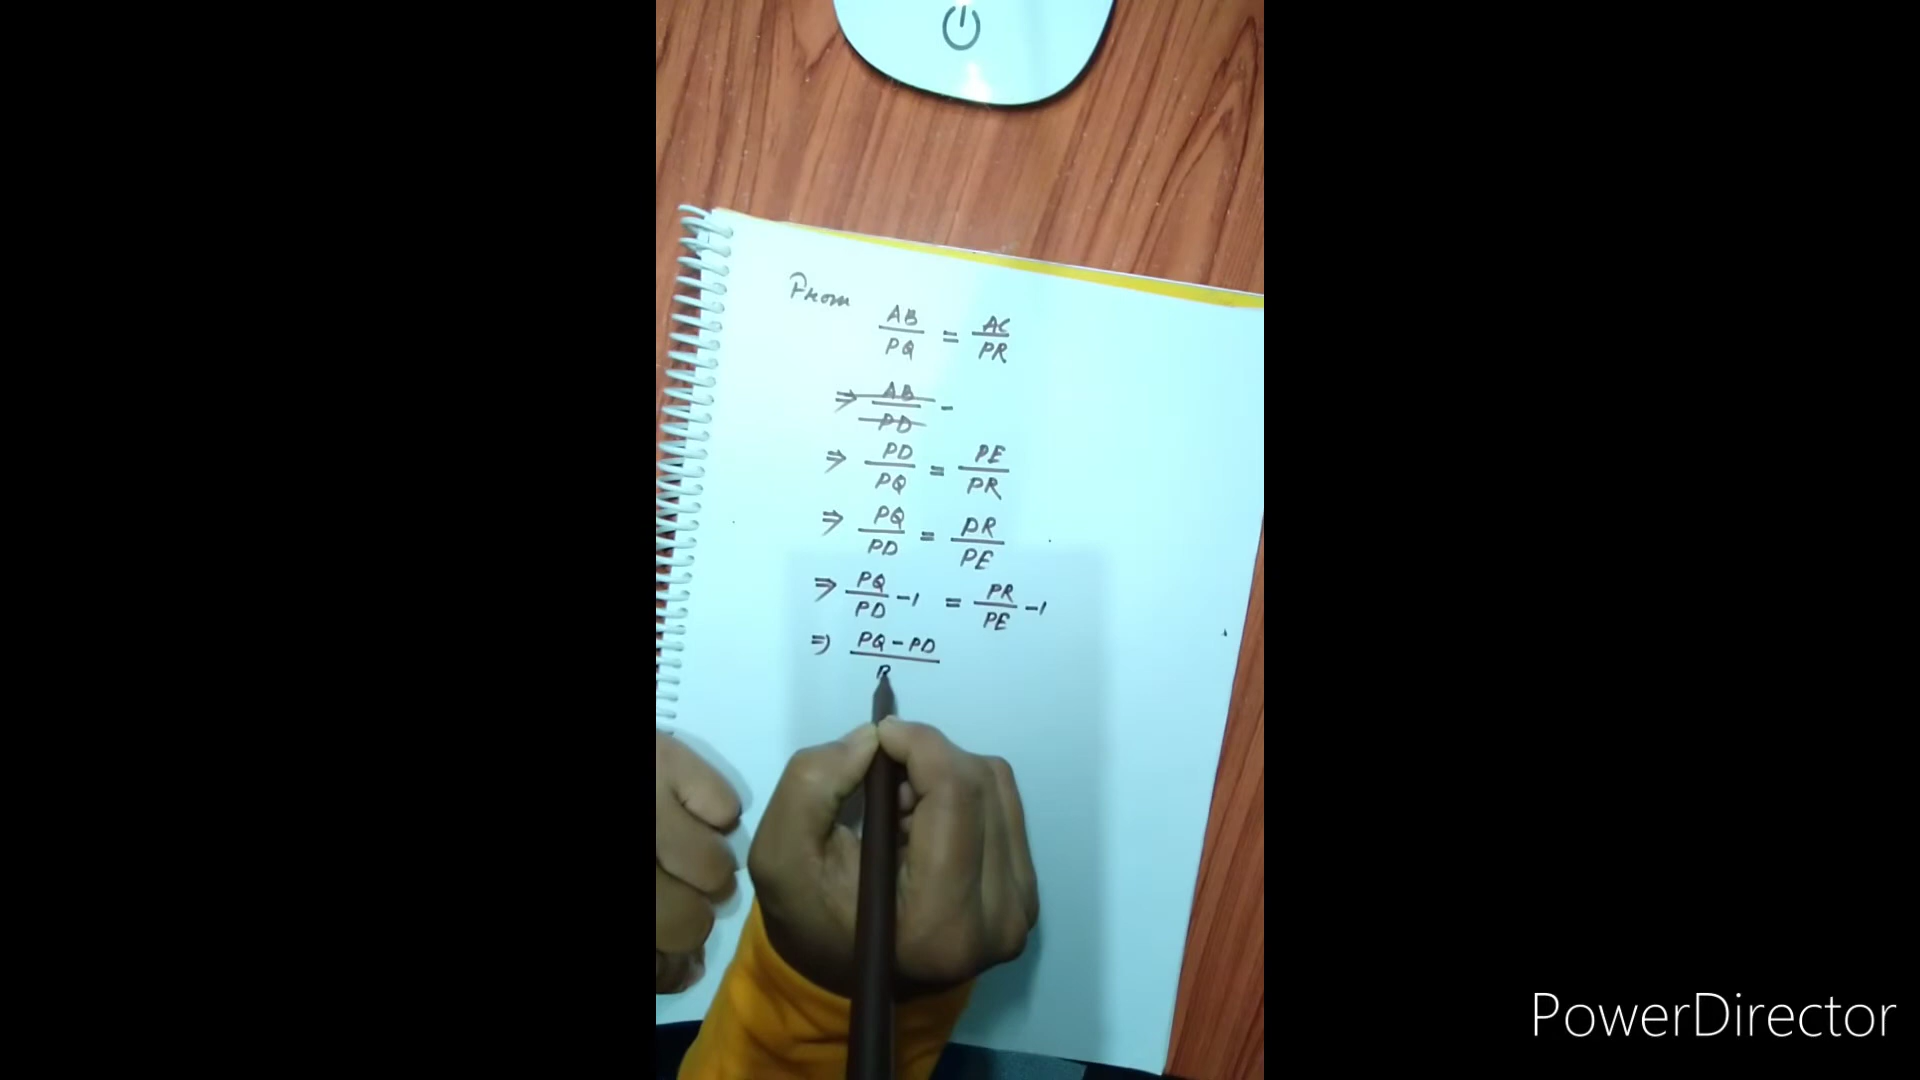 From
AB/PQ = AC/PR
⇒ AB/PD -
⇒ PD/PQ = PE/PR
⇒ PQ/PD = PR/PE
⇒ PQ/PD -1 = PR/PE -1
⇒ PQ - PD / P
PowerDirector